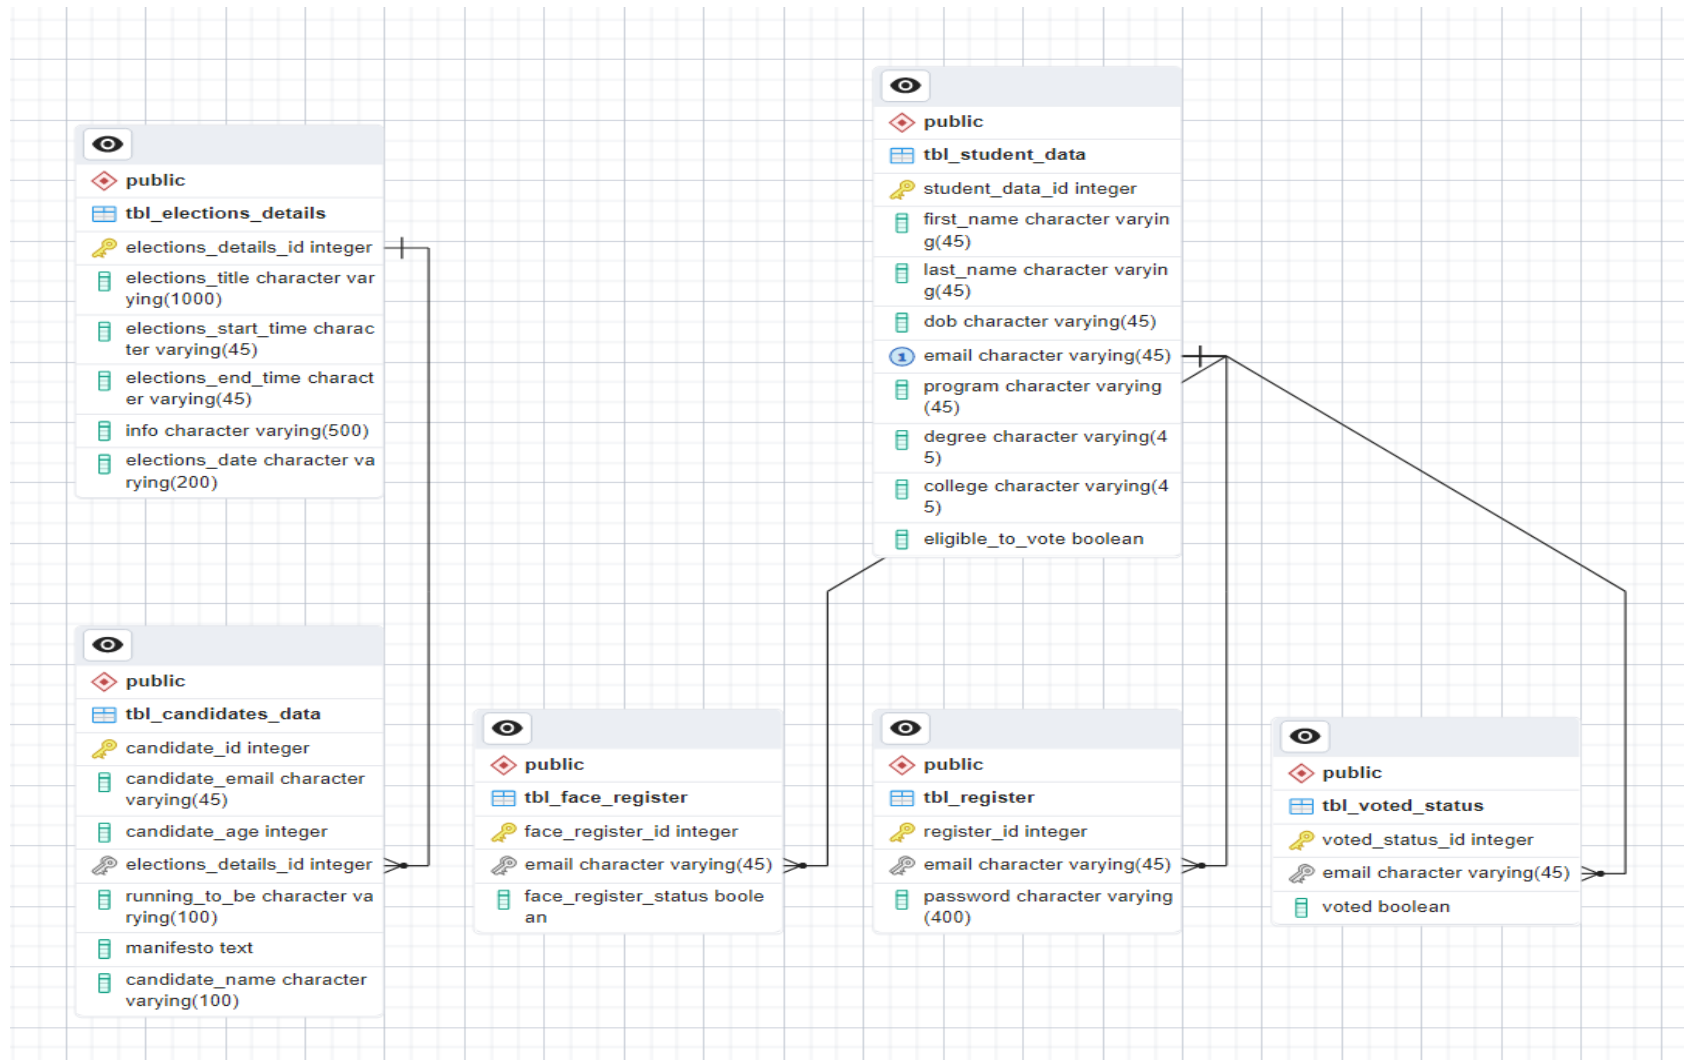 public
tbl_elections_details
elections_details_id integer
elections_title character var
ying(1000)
elections_start_time charac
ter varying(45)
elections_end_time charact
er varying(45)
info character varying(500)
elections_date character va
rying(200)
public
tbl_student_data
student_data_id integer
first_name character varyin
g(45)
last_name character varyin
g(45)
dob character varying(45)
1
email character varying(45)
program character varying
(45)
degree character varying(4
5)
college character varying(4
5)
eligible_to_vote boolean
public
tbl_candidates_data
candidate_id integer
candidate_email character
varying(45)
candidate_age integer
elections_details_id integer
running_to_be character va
rying(100)
manifesto text
candidate_name character
varying(100)
public
tbl_face_register
face_register_id integer
email character varying(45)
face_register_status boole
an
public
tbl_register
register_id integer
email character varying(45)
password character varying
(400)
public
tbl_voted_status
voted_status_id integer
email character varying(45)
voted boolean